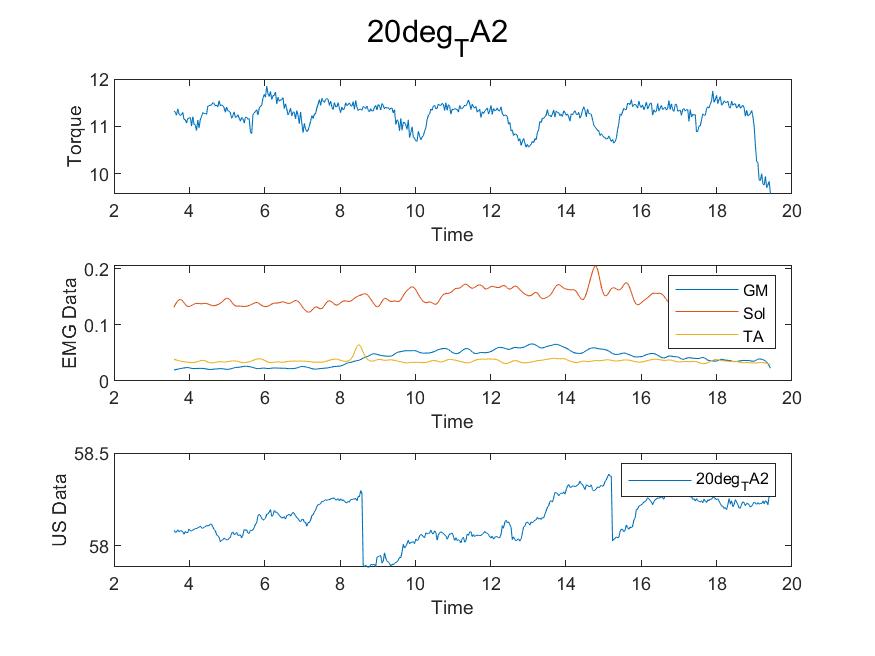 20deg_TA2
12
11
10
Torque
2 4 6 8 10 12 14 16 18 20
Time
0.2
0.1
0
EMG Data
GM
Sol
TA
2 4 6 8 10 12 14 16 18 20
Time
58.5
58
US Data
20deg_TA2
2 4 6 8 10 12 14 16 18 20
Time